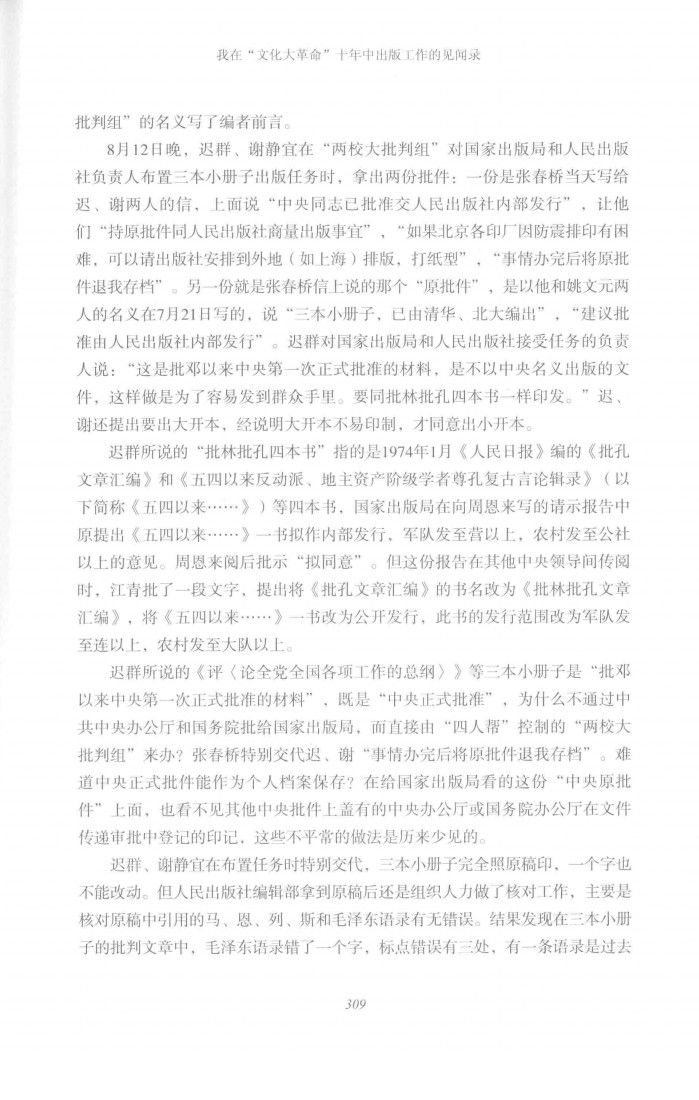 我在“文化大革命”十年中出版工作的见闻录
批判组”的名义写了编者前言。
8月12日晚，迟群、谢静宜在“两校大批判组”对国家出版局和人民出版
社负责人布置三本小册子出版任务时，拿出两份批件：一份是张春桥当天写给
迟、谢两人的信，上面说“中央同志已批准交人民出版社内部发行”，让他
们“持原批件同人民出版社商量出版事宜”，“如果北京各印厂因防震排印有困
难，可以请出版社安排到外地（如上海）排版，打纸型”，“事情办完后将原批
件退我存档”。另一份就是张春桥信上说的那个“原批件”，是以他和姚文元两
人的名义在7月21日写的，说“三本小册子，已由清华、北大编出”，“建议批
准由人民出版社内部发行”。迟群对国家出版局和人民出版社接受任务的负责
人说：“这是批邓以来中央第一次正式批准的材料，是不以中央名义出版的文
件，这样做是为了容易发到群众手里。要同批林批孔四本书一样印发。”迟、
谢还提出要出大开本，经说明大开本不易印制，才同意出小开本。
迟群所说的“批林批孔四本书”指的是1974年1月《人民日报》编的《批孔
文章汇编》和《五四以来反动派、地主资产阶级学者尊孔复古言论辑录》（以
下简称《五四以来……》）等四本书，国家出版局在向周恩来写的请示报告中
原提出《五四以来……》一书拟作内部发行，军队发至营以上，农村发至公社
以上的意见。周恩来阅后批示“拟同意”。但这份报告在其他中央领导间传阅
时，江青批了一段文字，提出将《批孔文章汇编》的书名改为《批林批孔文章
汇编》，将《五四以来……》一书改为公开发行，此书的发行范围改为军队发
至连以上，农村发至大队以上。
迟群所说的《评〈论全党全国各项工作的总纲〉》等三本小册子是“批邓
以来中央第一次正式批准的材料”，既是“中央正式批准”，为什么不通过中
共中央办公厅和国务院批给国家出版局，而直接由“四人帮”控制的“两校大
批判组”来办？张春桥特别交代迟、谢“事情办完后将原批件退我存档”。难
道中央正式批件能作为个人档案保存？在给国家出版局看的这份“中央原批
件”上面，也看不见其他中央批件上盖有的中央办公厅或国务院办公厅在文件
传递审批中登记的印记，这些不平常的做法是历来少见的。
迟群、谢静宜在布置任务时特别交代，三本小册子完全照原稿印，一个字也
不能改动。但人民出版社编辑部拿到原稿后还是组织人力做了核对工作，主要是
核对原稿中引用的马、恩、列、斯和毛泽东语录有无错误。结果发现在三本小册
子的批判文章中，毛泽东语录错了一个字，标点错误有三处，有一条语录是过去
309